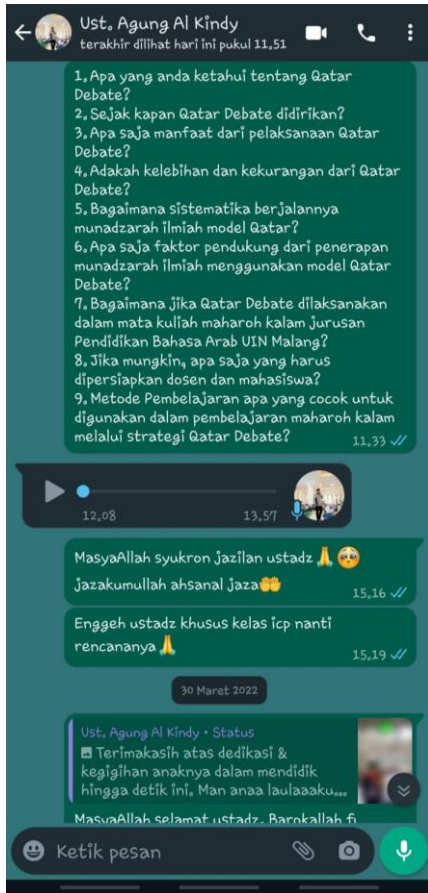 Ust. Agung Al Kindy
terakhir dilihat hari ini pukul 11.51
1. Apa yang anda ketahui tentang Qatar
Debate?
2. Sejak kapan Qatar Debate didirikan?
3. Apa saja manfaat dari pelaksanaan Qatar
Debate?
4. Adakah kelebihan dan kekurangan dari Qatar
Debate?
5. Bagaimana sistematika berjalannya
munadzarah ilmiah model Qatar?
6. Apa saja faktor pendukung dari penerapan
munadzarah ilmiah menggunakan model Qatar
Debate?
7. Bagaimana jika Qatar Debate dilaksanakan
dalam mata kuliah maharoh kalam jurusan
Pendidikan Bahasa Arab UIN Malang?
8. Jika mungkin, apa saja yang harus
dipersiapkan dosen dan mahasiswa?
9. Metode Pembelajaran apa yang cocok untuk
digunakan dalam pembelajaran maharoh kalam
melalui strategi Qatar Debate?
11.33
12.08 13.57
MasyaAllah syukron jazilan ustadz 🙏 🥺
jazakumullah ahsanal jaza🤲
15.16
Enggeh ustadz khusus kelas icp nanti
rencananya 🙏
15.19
30 Maret 2022
Ust. Agung Al Kindy • Status
Terimakasih atas dedikasi &
kegigihan anaknya dalam mendidik
hingga detik ini. Man anaa laulaaaku...
MasyaAllah selamat ustadz. Barokallah fi
Ketik pesan